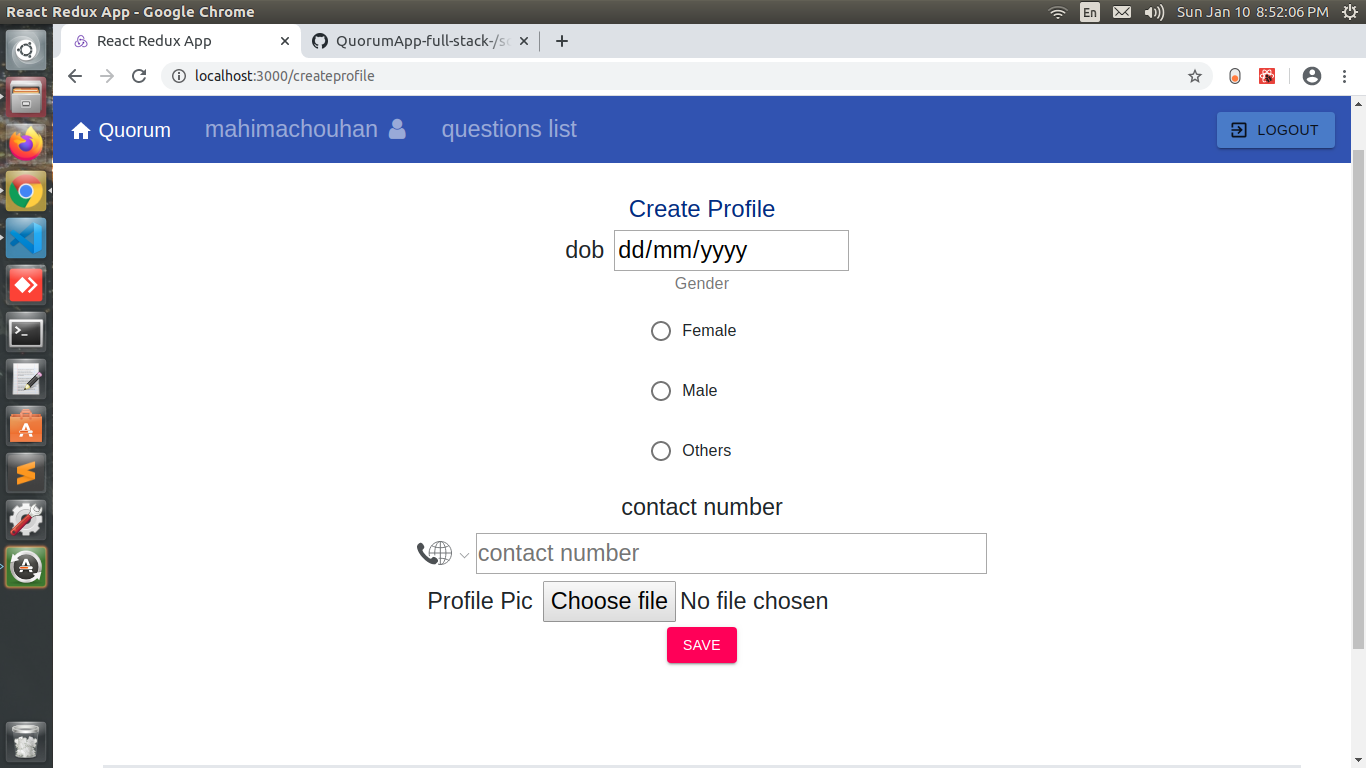 React Redux App - Google Chrome
En
Sun Jan 10 8:52:06 PM
React Redux App
QuorumApp-full-stack-/
localhost:3000/createprofile
Quorum
mahimachouhan
questions list
LOGOUT
Create Profile
dob
dd/mm/yyyy
Gender
Female
Male
Others
contact number
contact number
Profile Pic
Choose file
No file chosen
SAVE